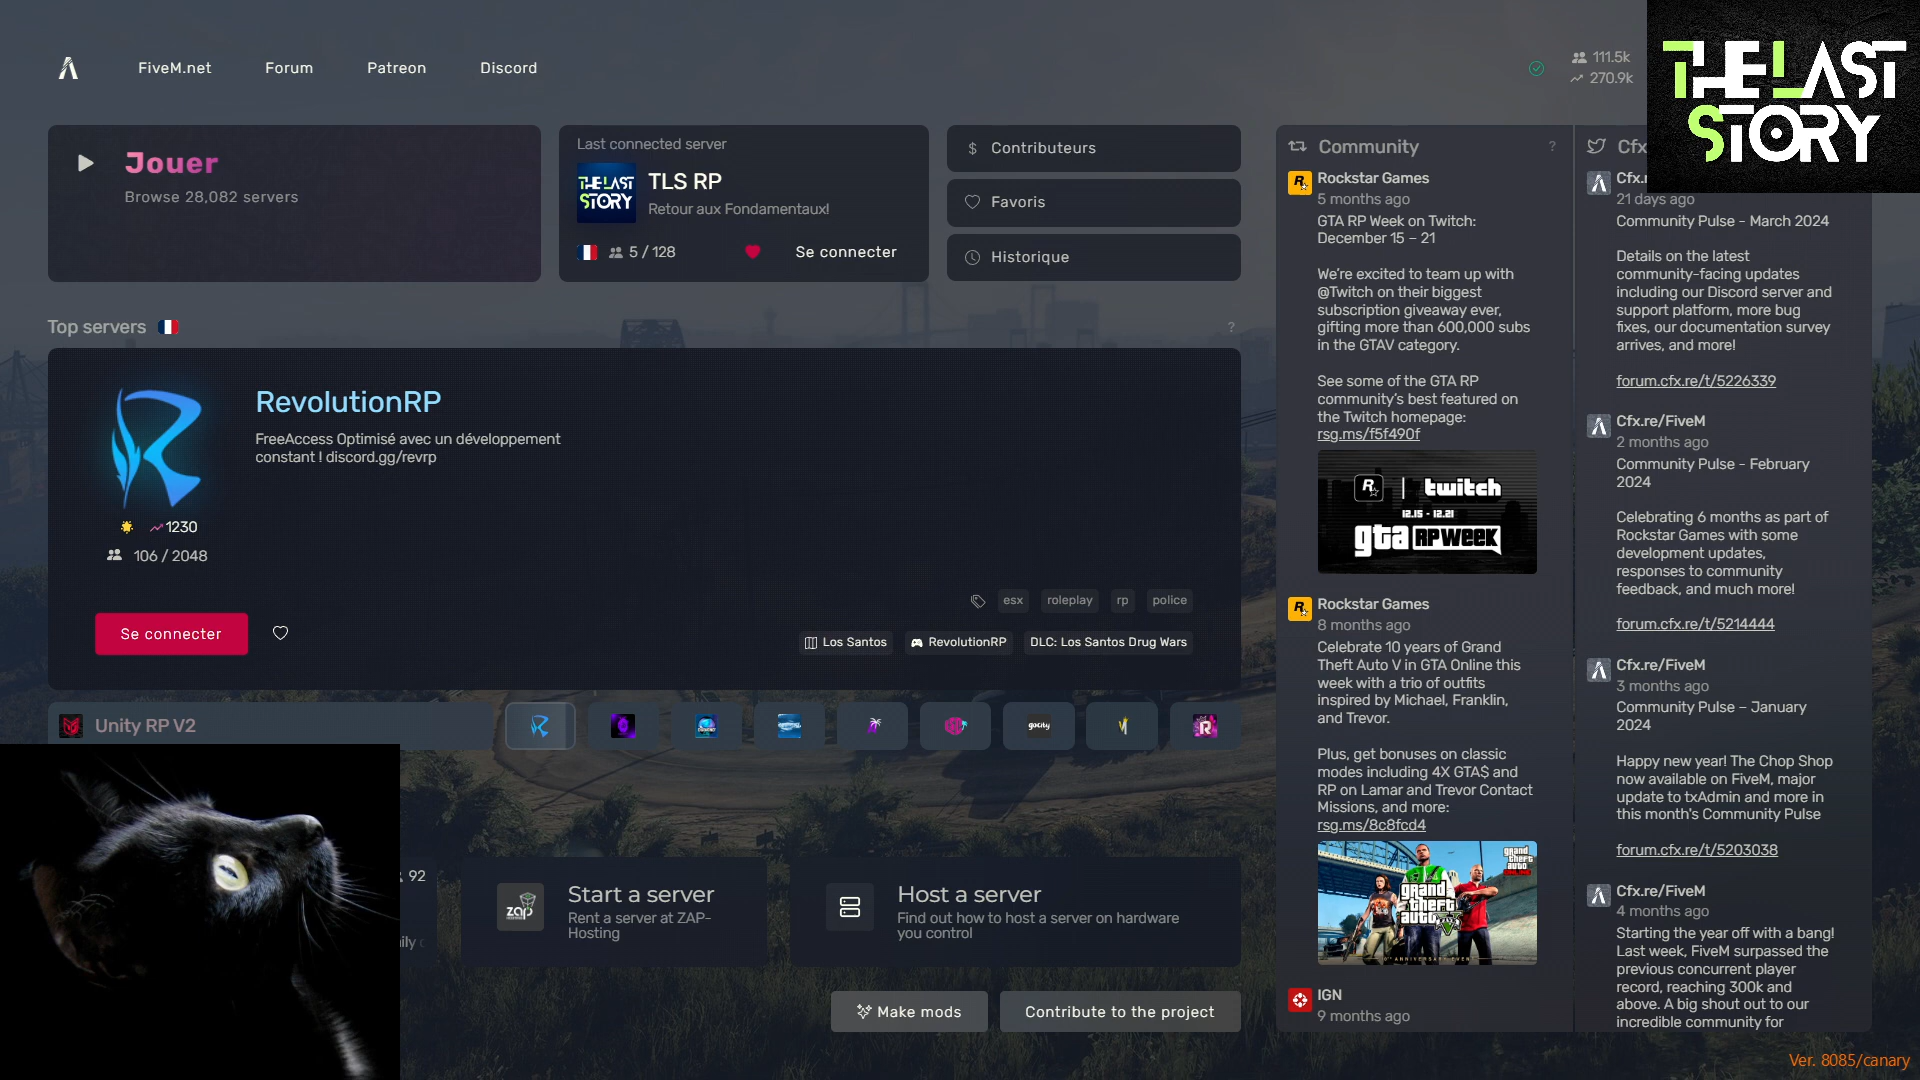 FiveM.net
Forum
Patreon
Discord
111.5k
270.9k
THE LAST
STORY
Jouer
Browse 28,082 servers
Last connected server
THE LAST
STORY
TLS RP
Retour aux Fondamentaux!
5 / 128
Se connecter
$ Contributeurs
Favoris
Historique
Top servers
?
RevolutionRP
FreeAccess Optimisé avec un développement
constant ! discord.gg/revrp
1230
106 / 2048
Se connecter
esx
roleplay
rp
police
Los Santos
RevolutionRP
DLC: Los Santos Drug Wars
Unity RP V2
gocity
92
zap
Start a server
Rent a server at ZAP-
Hosting
Host a server
Find out how to host a server on hardware
you control
Make mods
Contribute to the project
Community
?
Rockstar Games
5 months ago
GTA RP Week on Twitch:
December 15 – 21
We're excited to team up with
@Twitch on their biggest
subscription giveaway ever,
gifting more than 600,000 subs
in the GTAV category.
See some of the GTA RP
community's best featured on
the Twitch homepage:
rsg.ms/f5f490f
R | twitch
12.15 - 12.21
gta RP WEEK
Rockstar Games
8 months ago
Celebrate 10 years of Grand
Theft Auto V in GTA Online this
week with a trio of outfits
inspired by Michael, Franklin,
and Trevor.
Plus, get bonuses on classic
modes including 4X GTA$ and
RP on Lamar and Trevor Contact
Missions, and more:
rsg.ms/8c8fcd4
grand
theft
auto
V
IGN
9 months ago
Cfx
Cfx.r
21 days ago
Community Pulse - March 2024
Details on the latest
community-facing updates
including our Discord server and
support platform, more bug
fixes, our documentation survey
arrives, and more!
forum.cfx.re/t/5226339
Cfx.re/FiveM
2 months ago
Community Pulse - February
2024
Celebrating 6 months as part of
Rockstar Games with some
development updates,
responses to community
feedback, and much more!
forum.cfx.re/t/5214444
Cfx.re/FiveM
3 months ago
Community Pulse – January
2024
Happy new year! The Chop Shop
now available on FiveM, major
update to txAdmin and more in
this month's Community Pulse
forum.cfx.re/t/5203038
Cfx.re/FiveM
4 months ago
Starting the year off with a bang!
Last week, FiveM surpassed the
previous concurrent player
record, reaching 300k and
above. A big shout out to our
incredible community for
Ver. 8085/canary